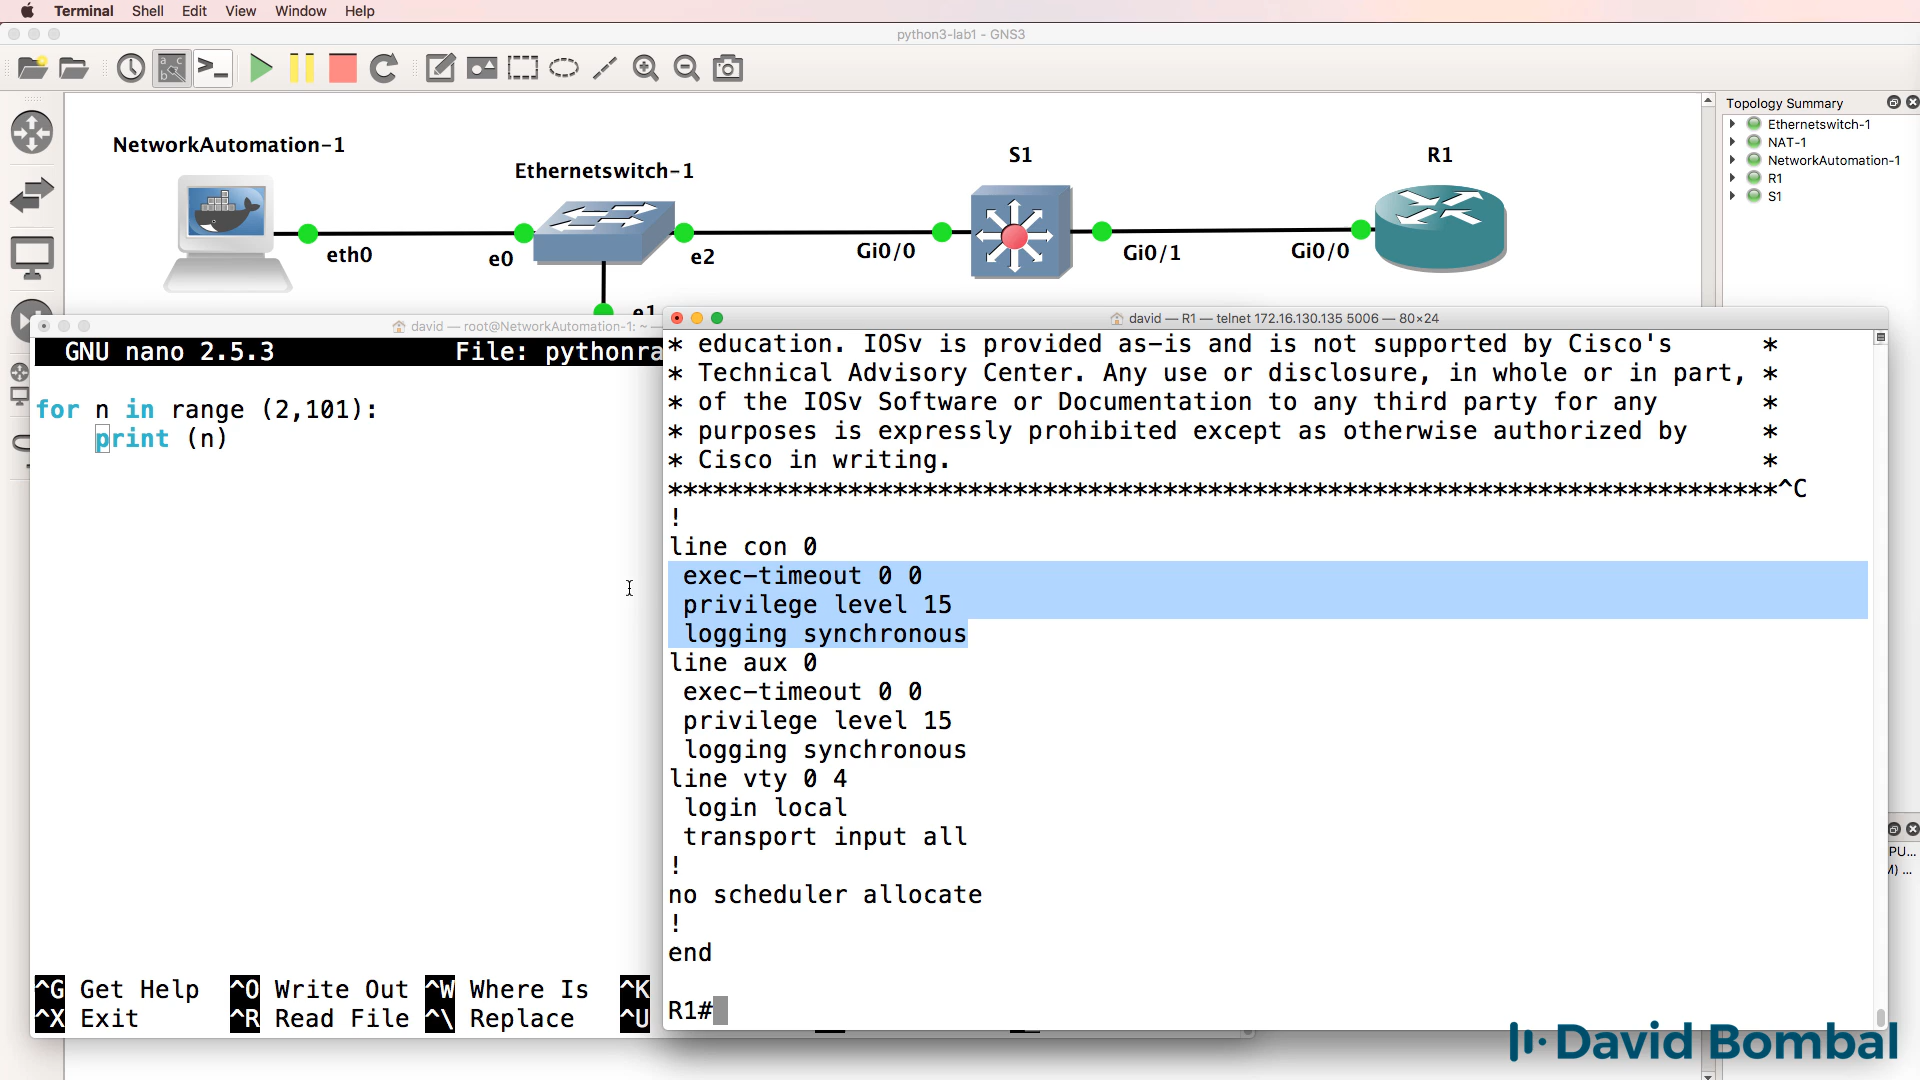 Terminal Shell Edit View Window Help
python3-lab1 - GNS3
Topology Summary
Ethernetswitch-1
NAT-1
NetworkAutomation-1
R1
S1
NetworkAutomation-1
Ethernetswitch-1
S1
R1
eth0
e0
e2
Gi0/0
Gi0/1
Gi0/0
e1
david — root@NetworkAutomation-1: ~ —
GNU nano 2.5.3 File: pythonra
for n in range (2,101):
print (n)
^G Get Help ^O Write Out ^W Where Is ^K
^X Exit ^R Read File ^\ Replace ^U
david — R1 — telnet 172.16.130.135 5006 — 80×24
* education. IOSv is provided as-is and is not supported by Cisco's *
* Technical Advisory Center. Any use or disclosure, in whole or in part, *
* of the IOSv Software or Documentation to any third party for any *
* purposes is expressly prohibited except as otherwise authorized by *
* Cisco in writing. *
**************************************************************************^C
!
line con 0
exec-timeout 0 0
privilege level 15
logging synchronous
line aux 0
exec-timeout 0 0
privilege level 15
logging synchronous
line vty 0 4
login local
transport input all
!
no scheduler allocate
!
end
R1#
PU...
M) ...
David Bombal